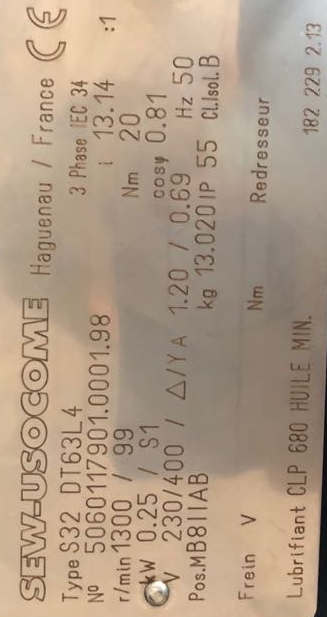 SEW-USOCOME Haguenau / France CE
Type S32 DT63L4 3 Phase IEC 34
Nº 5060117901.0001.98 i 13.14 :1
r/min 1300 / 99 Nm 20
kW 0.25 / S1 cosφ 0.81
V 230/400 / Δ/Y A 1.20 / 0.69 Hz 50
Pos.MB8IIAB kg 13.020 IP 55 Cl.Isol.B
Frein V Nm Redresseur
Lubrifiant CLP 680 HUILE MIN. 182 229 2.13